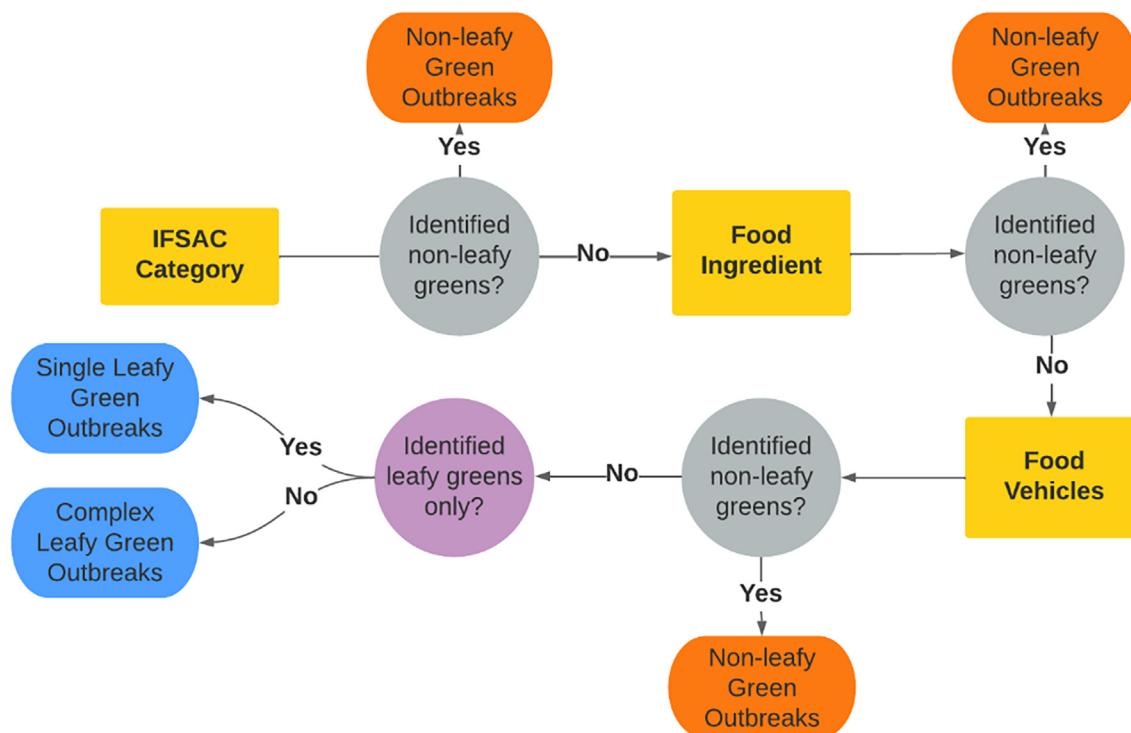 Non-leafy
Green
Outbreaks
Non-leafy
Green
Outbreaks
Yes
Yes
IFSAC
Category
Identified
non-leafy
greens?
No
Food
Ingredient
Identified
non-leafy
greens?
No
Single Leafy
Green
Outbreaks
Yes
No
Complex
Leafy Green
Outbreaks
Identified
leafy greens
only?
No
Identified
non-leafy
greens?
Food
Vehicles
Yes
Non-leafy
Green
Outbreaks